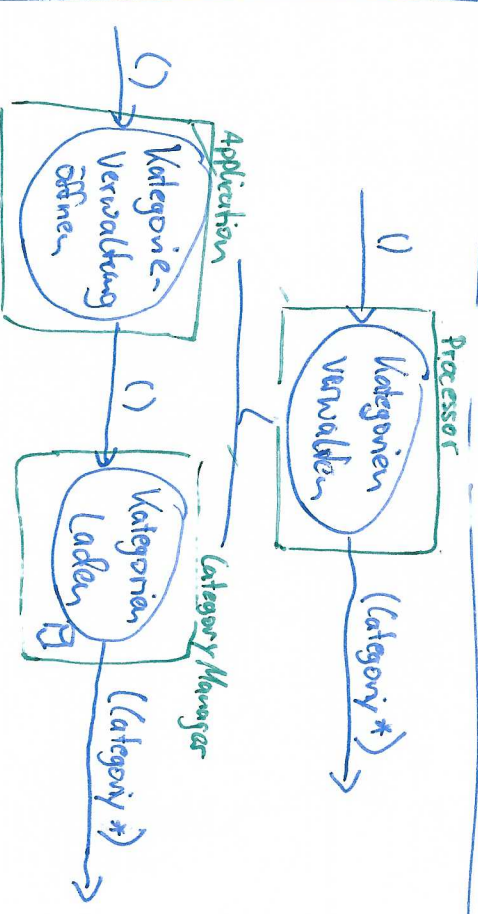 Processor
()
Kategorien
verwalten
(Category*)
Application
CategoryManager
()
Kategorie-
verwaltung
öffnen
()
Kategorien
Laden
(Category*)